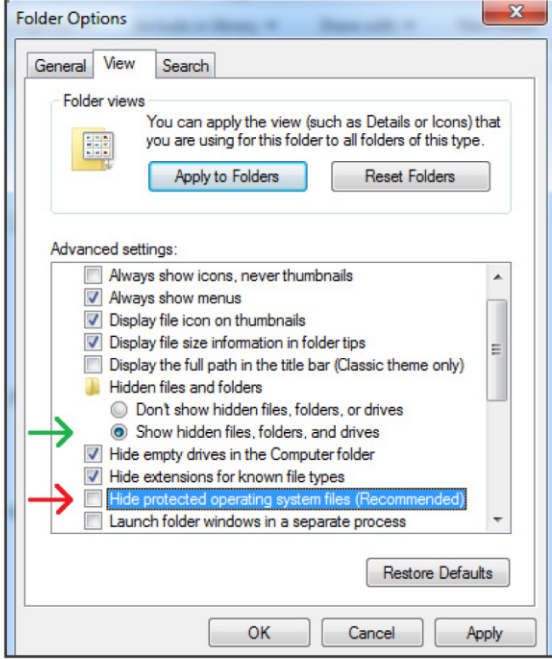 Folder Options
General View Search
Folder views
You can apply the view (such as Details or Icons) that
you are using for this folder to all folders of this type.
Apply to Folders Reset Folders
Advanced settings:
Always show icons, never thumbnails
Always show menus
Display file icon on thumbnails
Display file size information in folder tips
Display the full path in the title bar (Classic theme only)
Hidden files and folders
Don't show hidden files, folders, or drives
Show hidden files, folders, and drives
Hide empty drives in the Computer folder
Hide extensions for known file types
Hide protected operating system files (Recommended)
Launch folder windows in a separate process
Restore Defaults
OK Cancel Apply